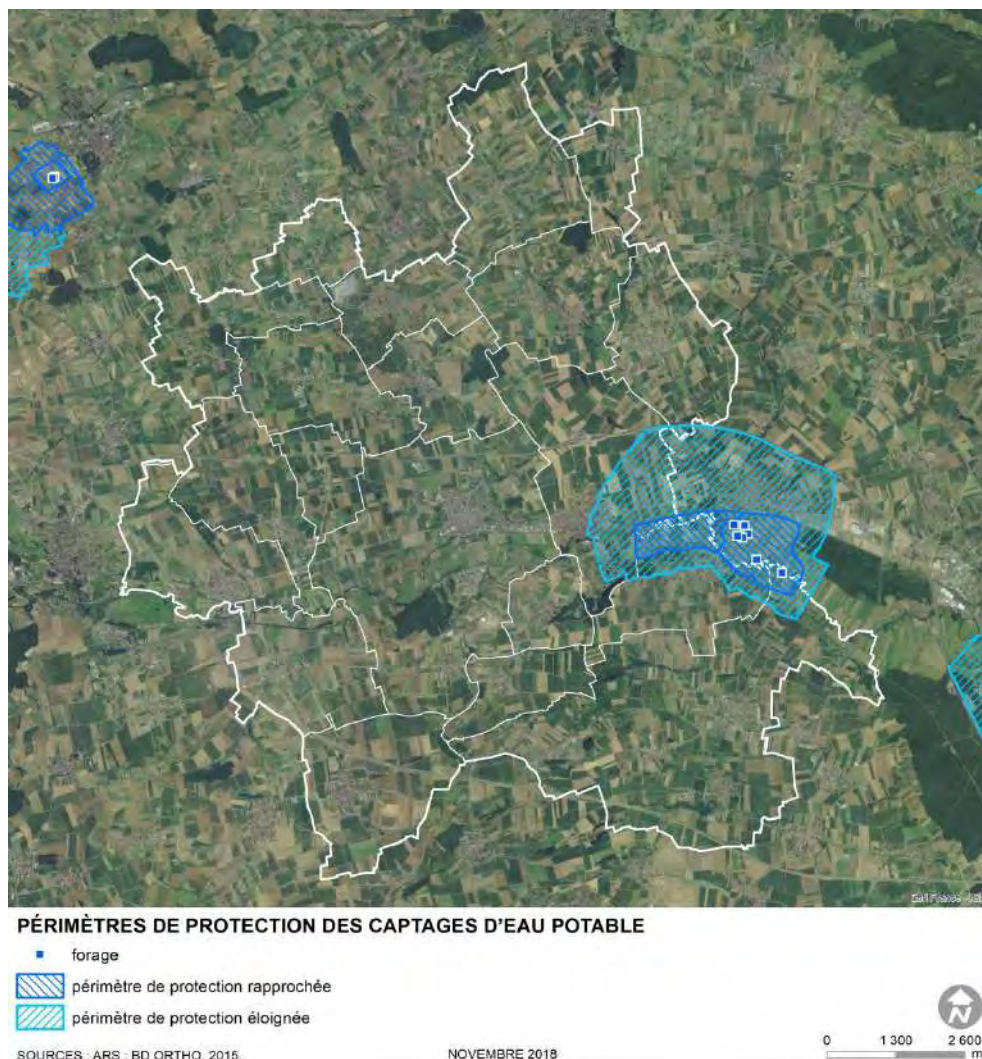 PÉRIMÈTRES DE PROTECTION DES CAPTAGES D'EAU POTABLE
forage
périmètre de protection rapprochée
périmètre de protection éloignée
N
0 1 300 2 600
m
SOURCES : ARS ; BD ORTHO, 2015. NOVEMBRE 2018